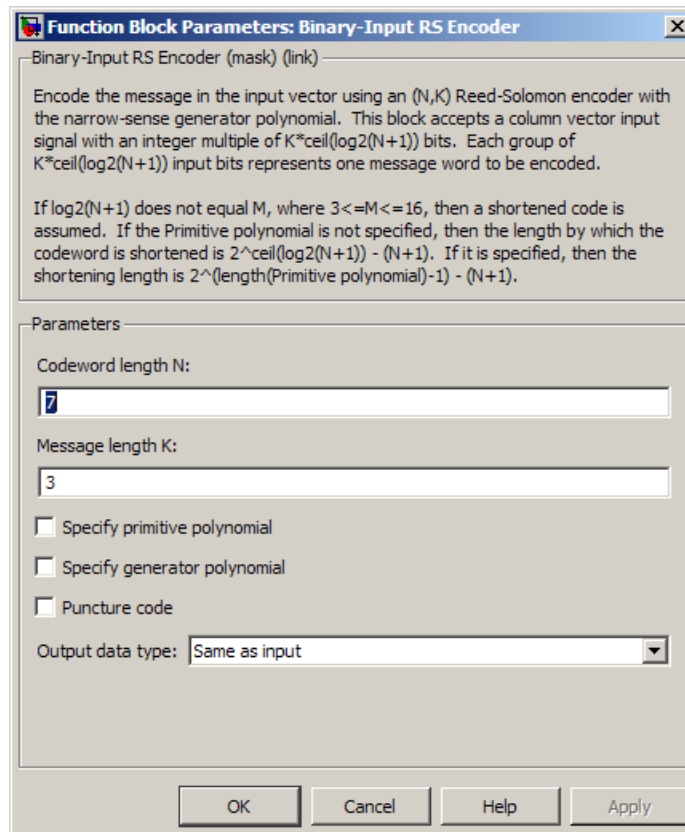 Function Block Parameters: Binary-Input RS Encoder
Binary-Input RS Encoder (mask) (link)
Encode the message in the input vector using an (N,K) Reed-Solomon encoder with
the narrow-sense generator polynomial.  This block accepts a column vector input
signal with an integer multiple of K*ceil(log2(N+1)) bits.  Each group of
K*ceil(log2(N+1)) input bits represents one message word to be encoded.
If log2(N+1) does not equal M, where 3<=M<=16, then a shortened code is
assumed.  If the Primitive polynomial is not specified, then the length by which the
codeword is shortened is 2^ceil(log2(N+1)) - (N+1).  If it is specified, then the
shortening length is 2^(length(Primitive polynomial)-1) - (N+1).
Parameters
Codeword length N:
7
Message length K:
3
Specify primitive polynomial
Specify generator polynomial
Puncture code
Output data type: Same as input
OK Cancel Help Apply